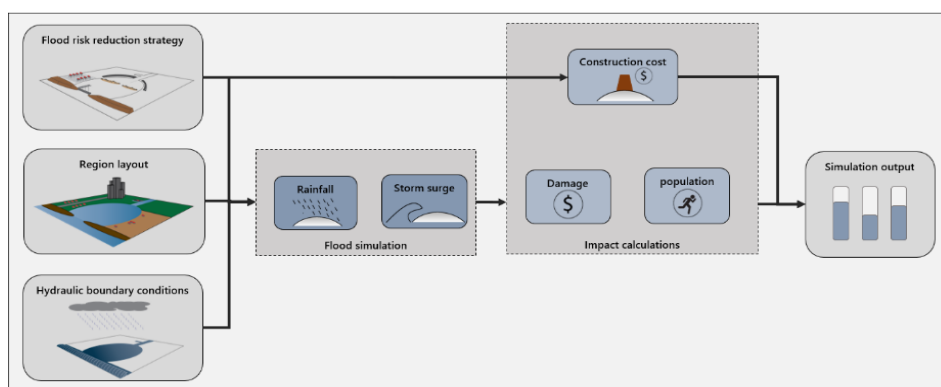 Flood risk reduction strategy
Region layout
Hydraulic boundary conditions
Rainfall
Storm surge
Flood simulation
Construction cost
$
Damage
$
population
Impact calculations
Simulation output